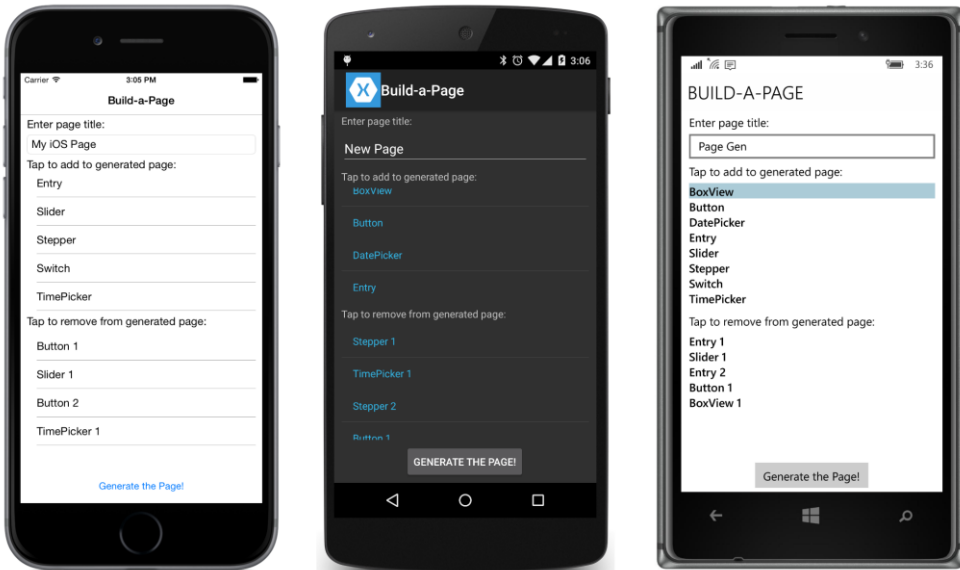 Carrier 3:05 PM
Build-a-Page
Enter page title:
My iOS Page
Tap to add to generated page:
Entry
Slider
Stepper
Switch
TimePicker
Tap to remove from generated page:
Button 1
Slider 1
Button 2
TimePicker 1
Generate the Page!
3:06
Build-a-Page
Enter page title:
New Page
Tap to add to generated page:
BoxView
Button
DatePicker
Entry
Tap to remove from generated page:
Stepper 1
TimePicker 1
Stepper 2
Button 1
GENERATE THE PAGE!
3:36
BUILD-A-PAGE
Enter page title:
Page Gen
Tap to add to generated page:
BoxView
Button
DatePicker
Entry
Slider
Stepper
Switch
TimePicker
Tap to remove from generated page:
Entry 1
Slider 1
Entry 2
Button 1
BoxView 1
Generate the Page!